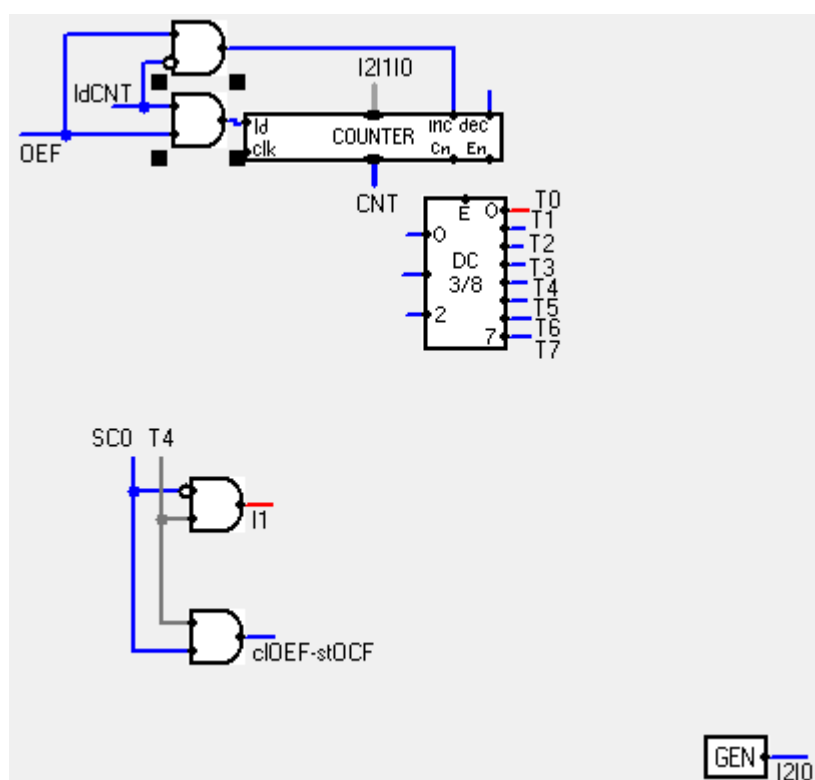 I2I1I0
ldCNT
ld
COUNTER
inc
dec
OEF
clk
Cn
En
CNT
E
0
T0
T1
0
T2
DC
T3
3/8
T4
2
T5
T6
7
T7
SC0
T4
I1
clOEF-stOCF
GEN
I2I0